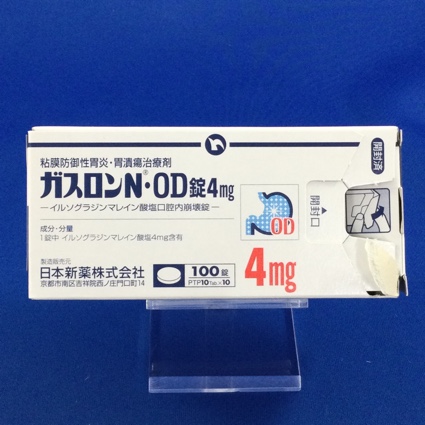 粘膜防御性胃炎・胃潰瘍治療剤
ガスロンN®・OD錠4mg
―イルソグラジンマレイン酸塩口腔内崩壊錠―
成分・分量
1錠中 イルソグラジンマレイン酸塩4mg含有
製造販売元
日本新薬株式会社
京都市南区吉祥院西ノ庄門口町14
100錠
PTP10Tab.×10
OD
4mg
開封口
開封済